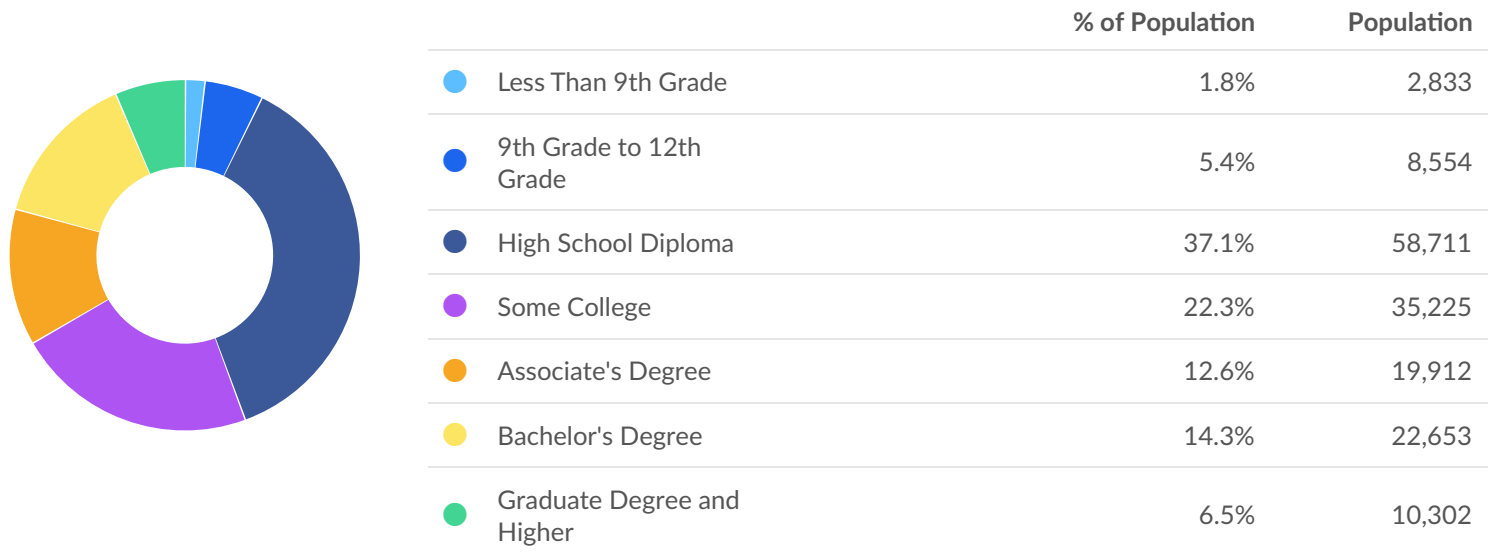 % of Population Population
Less Than 9th Grade 1.8% 2,833
9th Grade to 12th
Grade 5.4% 8,554
High School Diploma 37.1% 58,711
Some College 22.3% 35,225
Associate's Degree 12.6% 19,912
Bachelor's Degree 14.3% 22,653
Graduate Degree and
Higher 6.5% 10,302